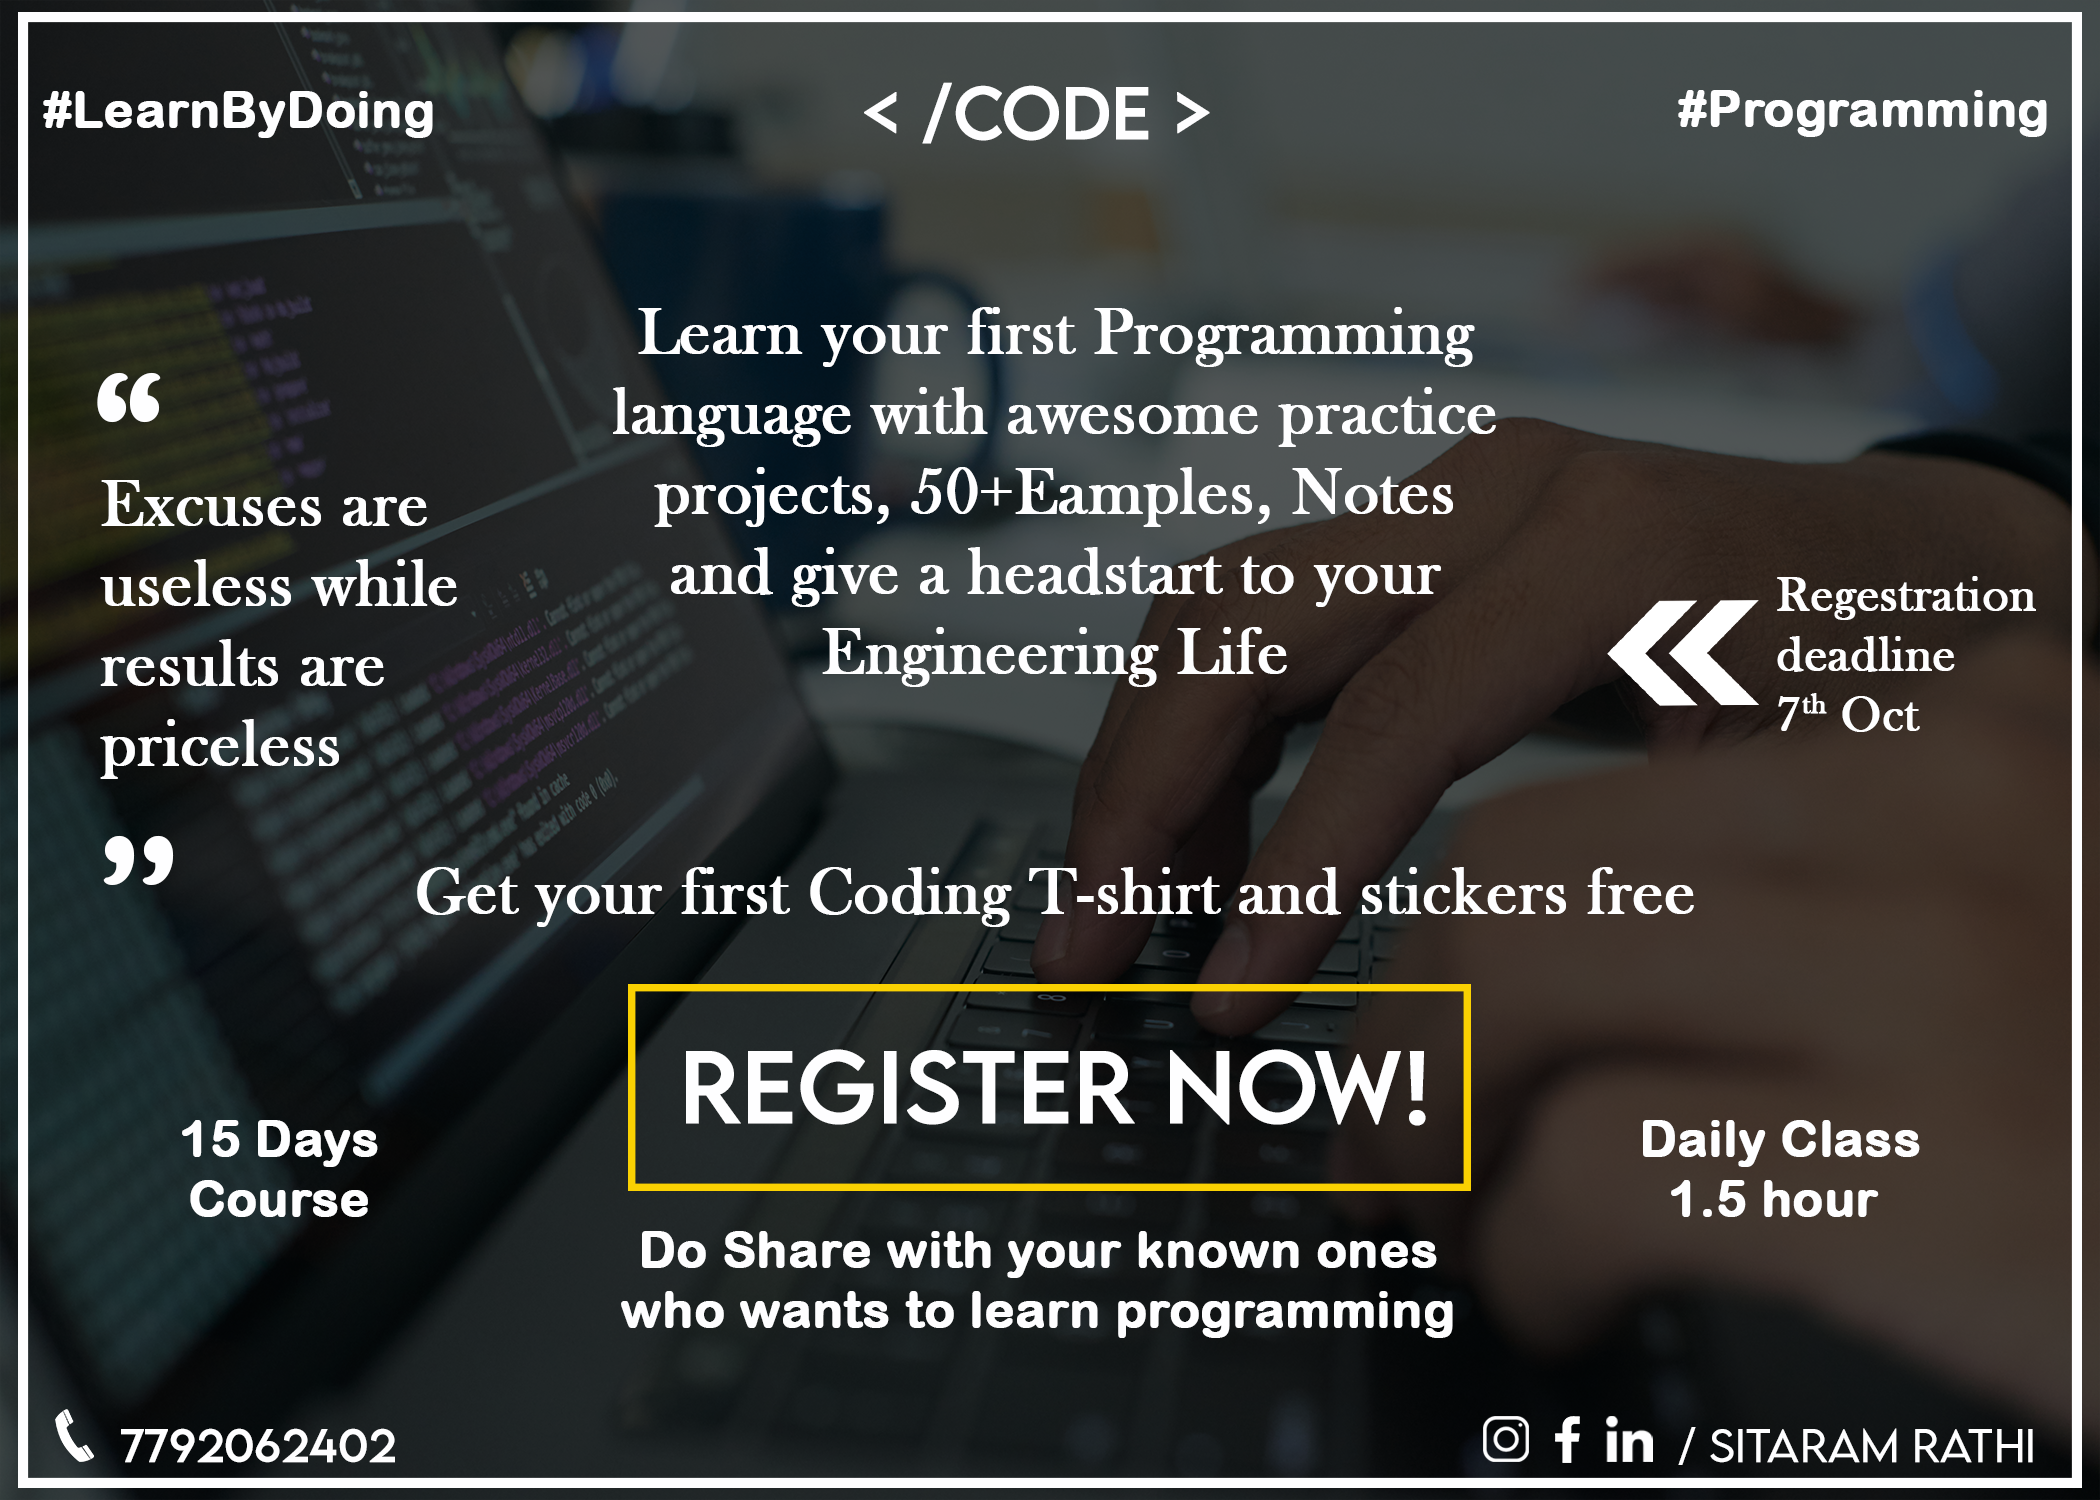 #LearnByDoing
< /CODE >
#Programming
Learn your first Programming
language with awesome practice
projects, 50+Eamples, Notes
and give a headstart to your
Engineering Life
“
Excuses are
useless while
results are
priceless
”
Regestration
deadline
7th Oct
Get your first Coding T-shirt and stickers free
REGISTER NOW!
15 Days
Course
Daily Class
1.5 hour
Do Share with your known ones
who wants to learn programming
7792062402
/ SITARAM RATHI